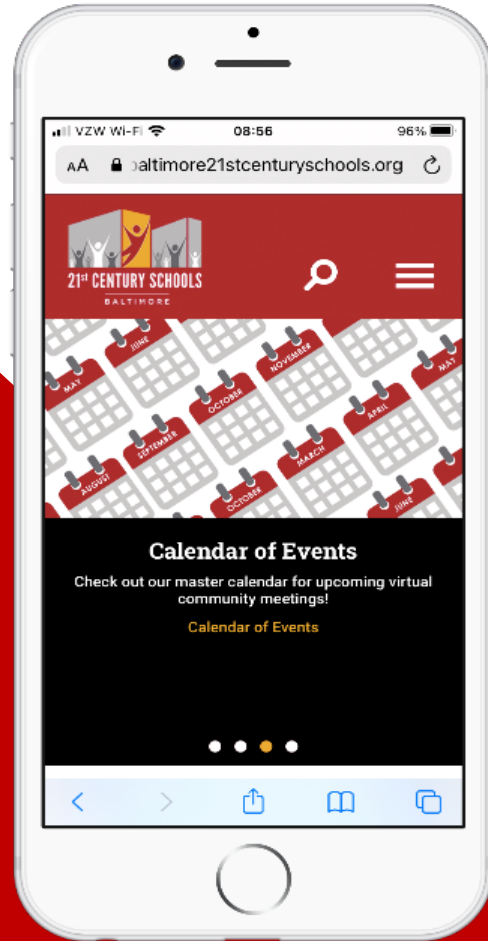 VZW Wi-Fi 08:56 96%
AA baltimore21stcenturyschools.org
21st CENTURY SCHOOLS
BALTIMORE
JUNE
MAY
NOVEMBER
MAY
OCTOBER
APRIL
SEPTEMBER
MARCH
AUGUST
OCTOBER
JUNE
Calendar of Events
Check out our master calendar for upcoming virtual
community meetings!
Calendar of Events